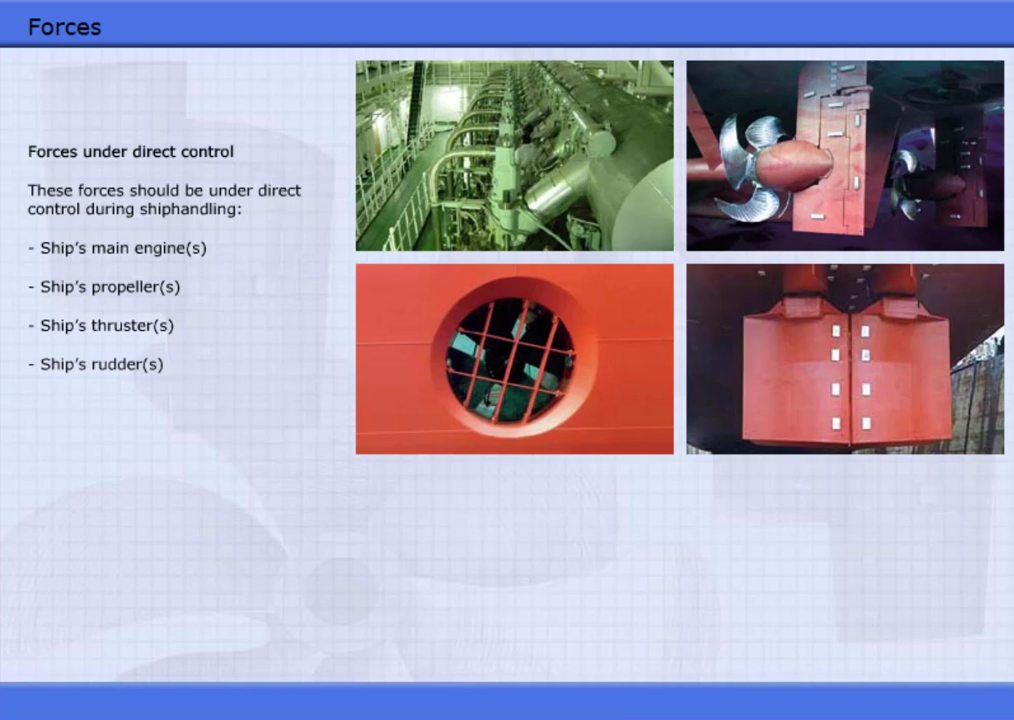 Forces
Forces under direct control
These forces should be under direct
control during shiphandling:
- Ship's main engine(s)
- Ship's propeller(s)
- Ship's thruster(s)
- Ship's rudder(s)